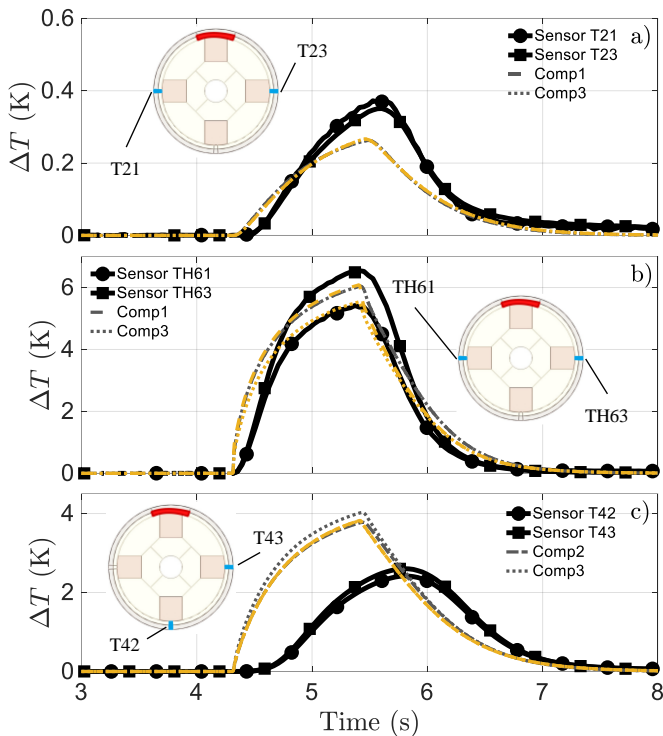 0.6
Sensor T21
a)
Sensor T23
Comp1
Comp3
T23
T21
0.4
0.2
0
ΔT (K)
Sensor TH61
b)
Sensor TH63
Comp1
Comp3
TH61
TH63
6
4
2
0
ΔT (K)
Sensor T42
c)
Sensor T43
Comp2
Comp3
T43
T42
4
2
0
ΔT (K)
3 4 5 6 7 8
Time (s)